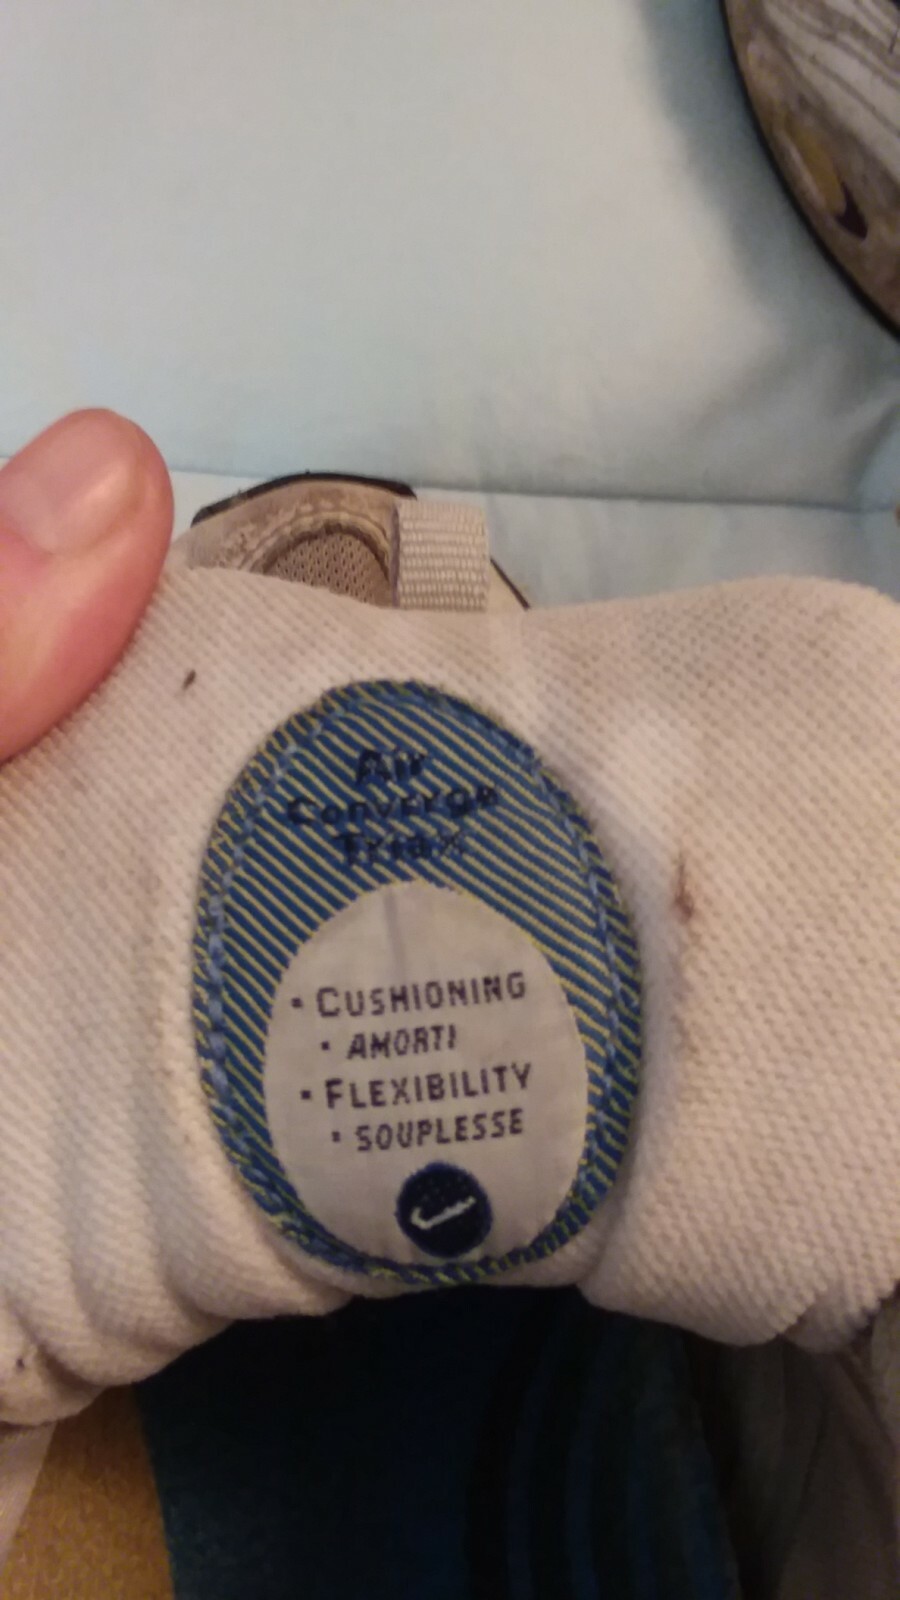 Air
Converge
Triax
• CUSHIONING
• AMORTI
• FLEXIBILITY
• SOUPLESSE